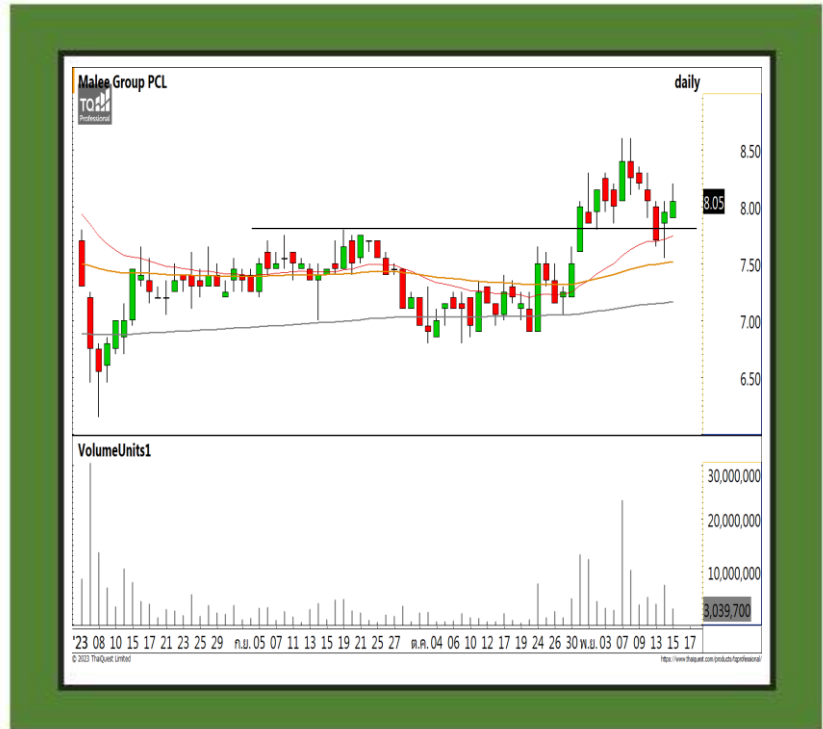 Malee Group PCL
daily
TQ
Professional
8.50
8.05
8.00
7.50
7.00
6.50
VolumeUnits1
30,000,000
20,000,000
10,000,000
3,039,700
'23 08 10 15 17 21 23 25 29 ก.ย. 05 07 11 13 15 19 21 25 27 ต.ค. 04 06 10 12 17 19 24 26 30 พ.ย. 03 07 09 13 15 17
© 2023 ThaiQuest Limited
https://www.thaiquest.com/products/tqprofessional/